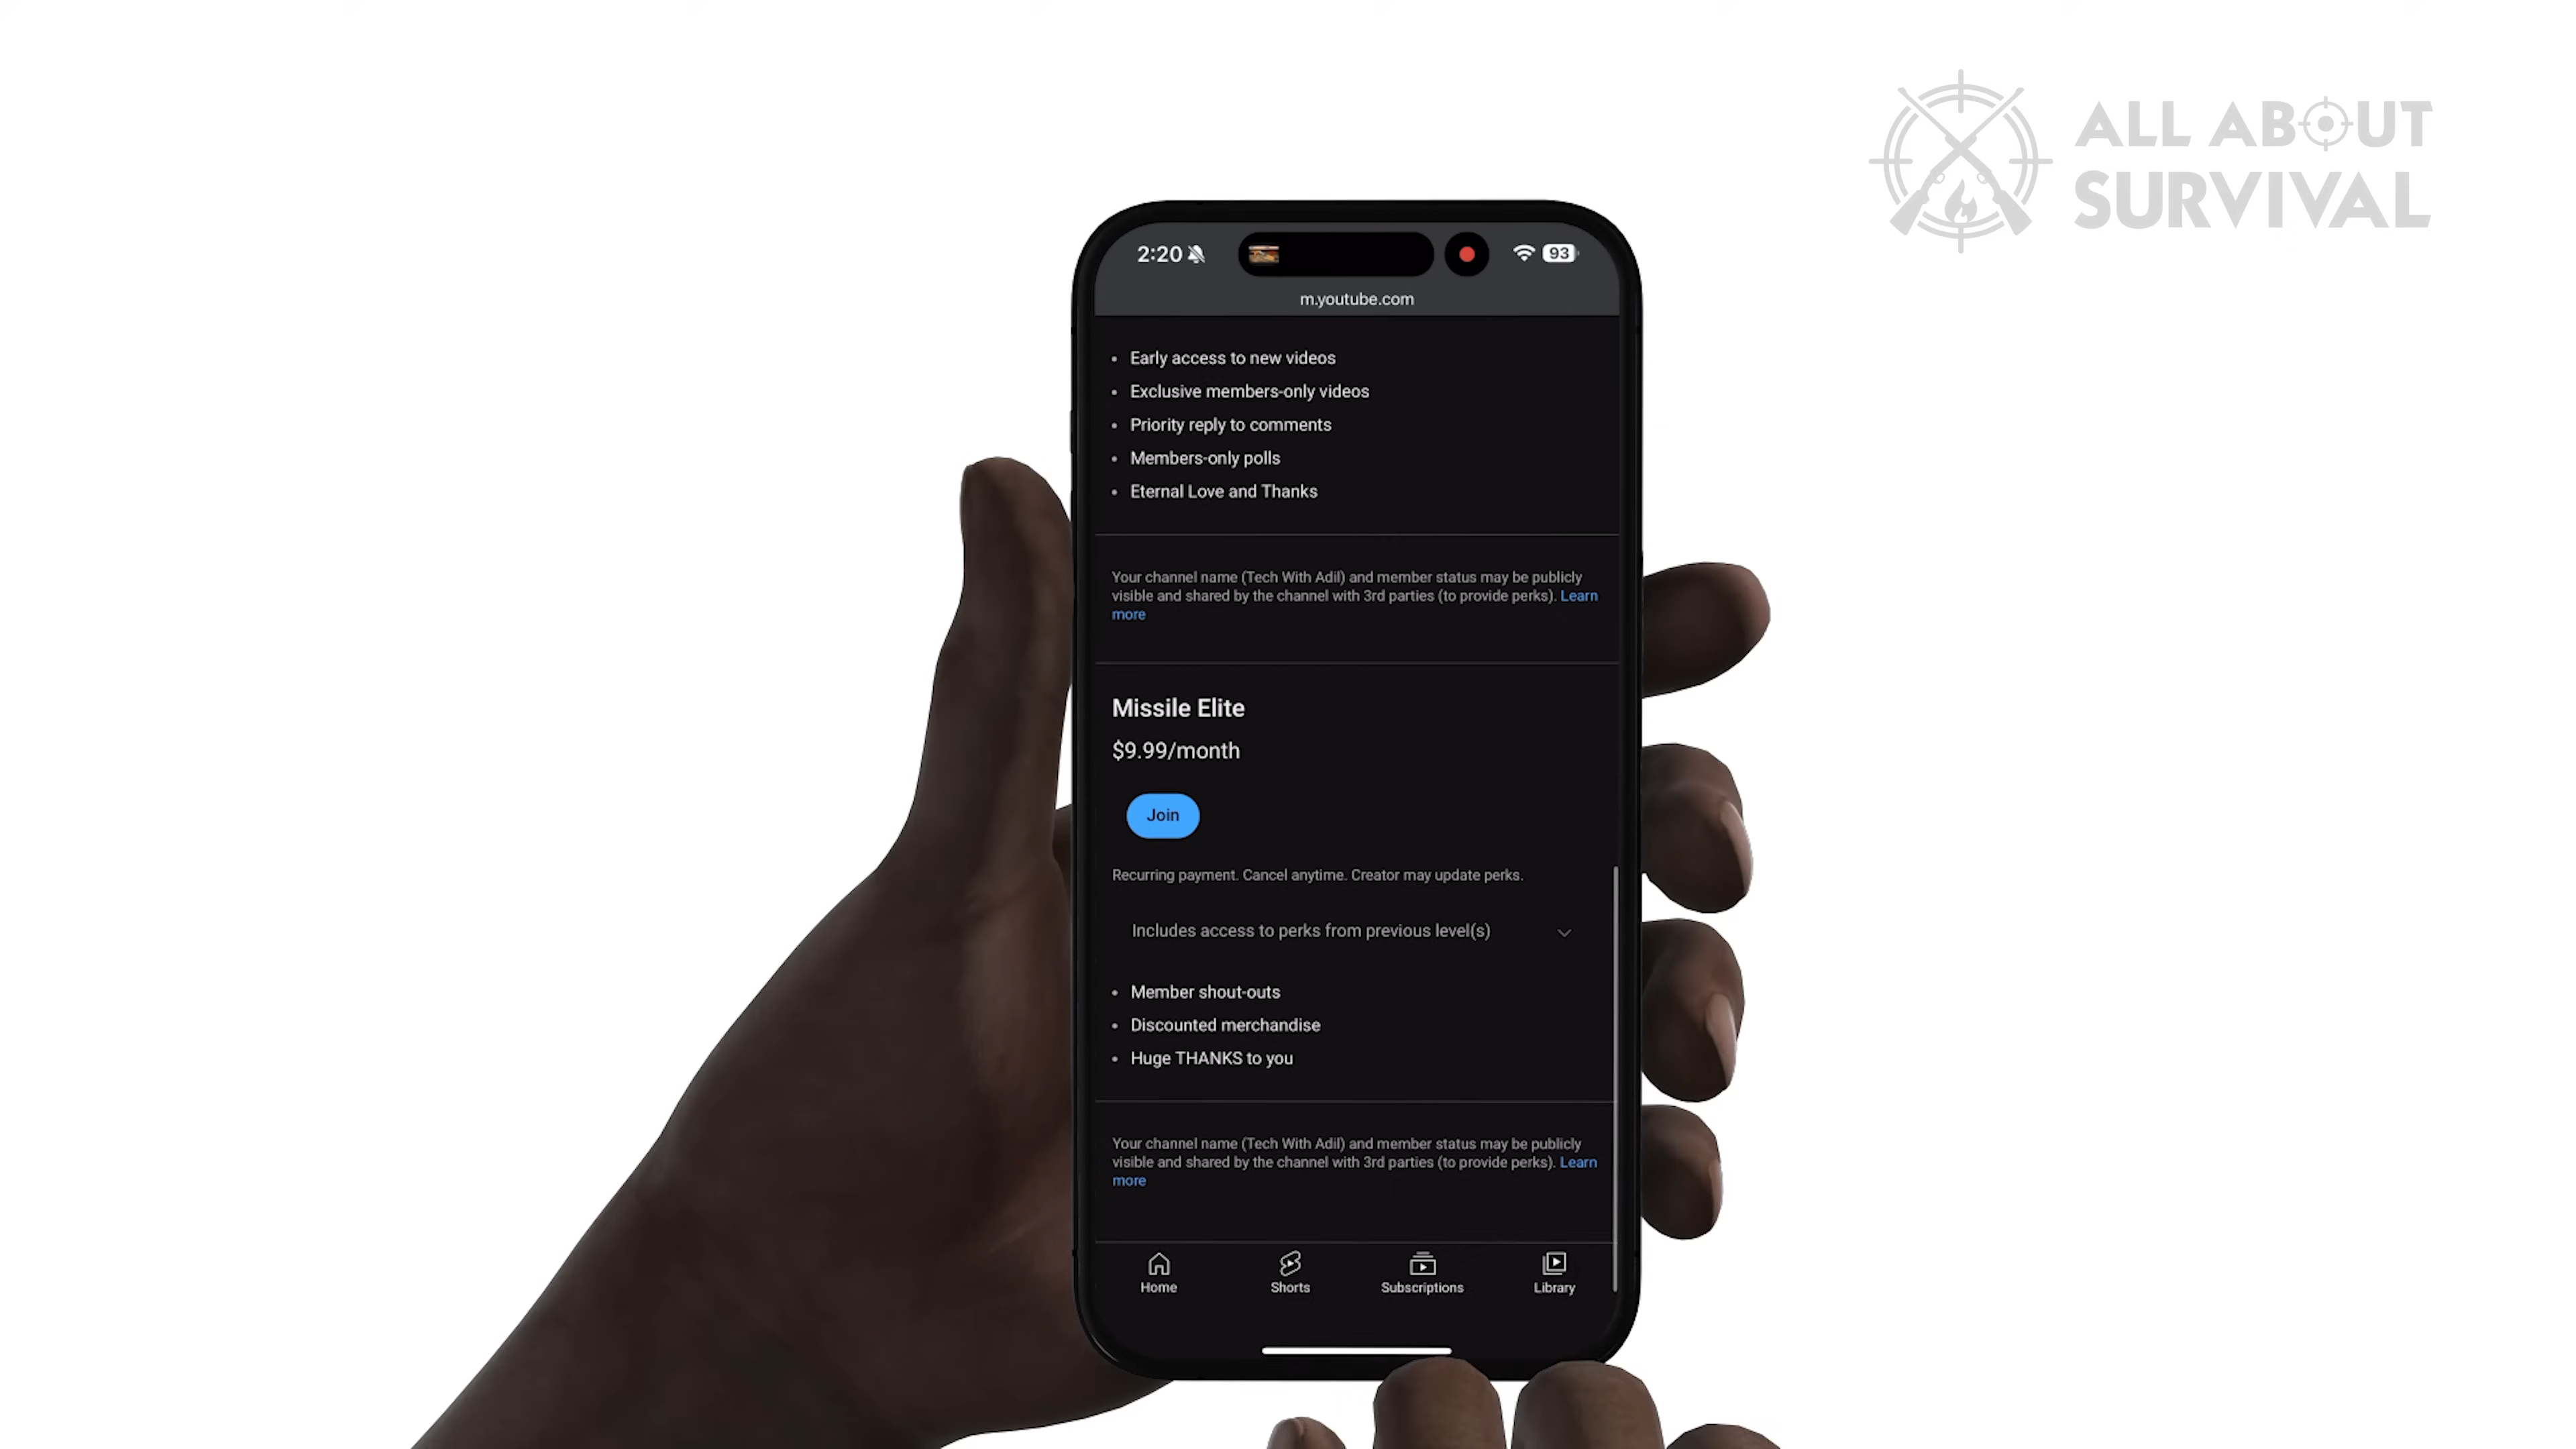 ALL ABOUT
SURVIVAL
2:20
93
m.youtube.com
• Early access to new videos
• Exclusive members-only videos
• Priority reply to comments
• Members-only polls
• Eternal Love and Thanks
Your channel name (Tech With Adil) and member status may be publicly
visible and shared by the channel with 3rd parties (to provide perks). Learn
more
Missile Elite
$9.99/month
Join
Recurring payment. Cancel anytime. Creator may update perks.
Includes access to perks from previous level(s)
• Member shout-outs
• Discounted merchandise
• Huge THANKS to you
Your channel name (Tech With Adil) and member status may be publicly
visible and shared by the channel with 3rd parties (to provide perks). Learn
more
Home Shorts Subscriptions Library